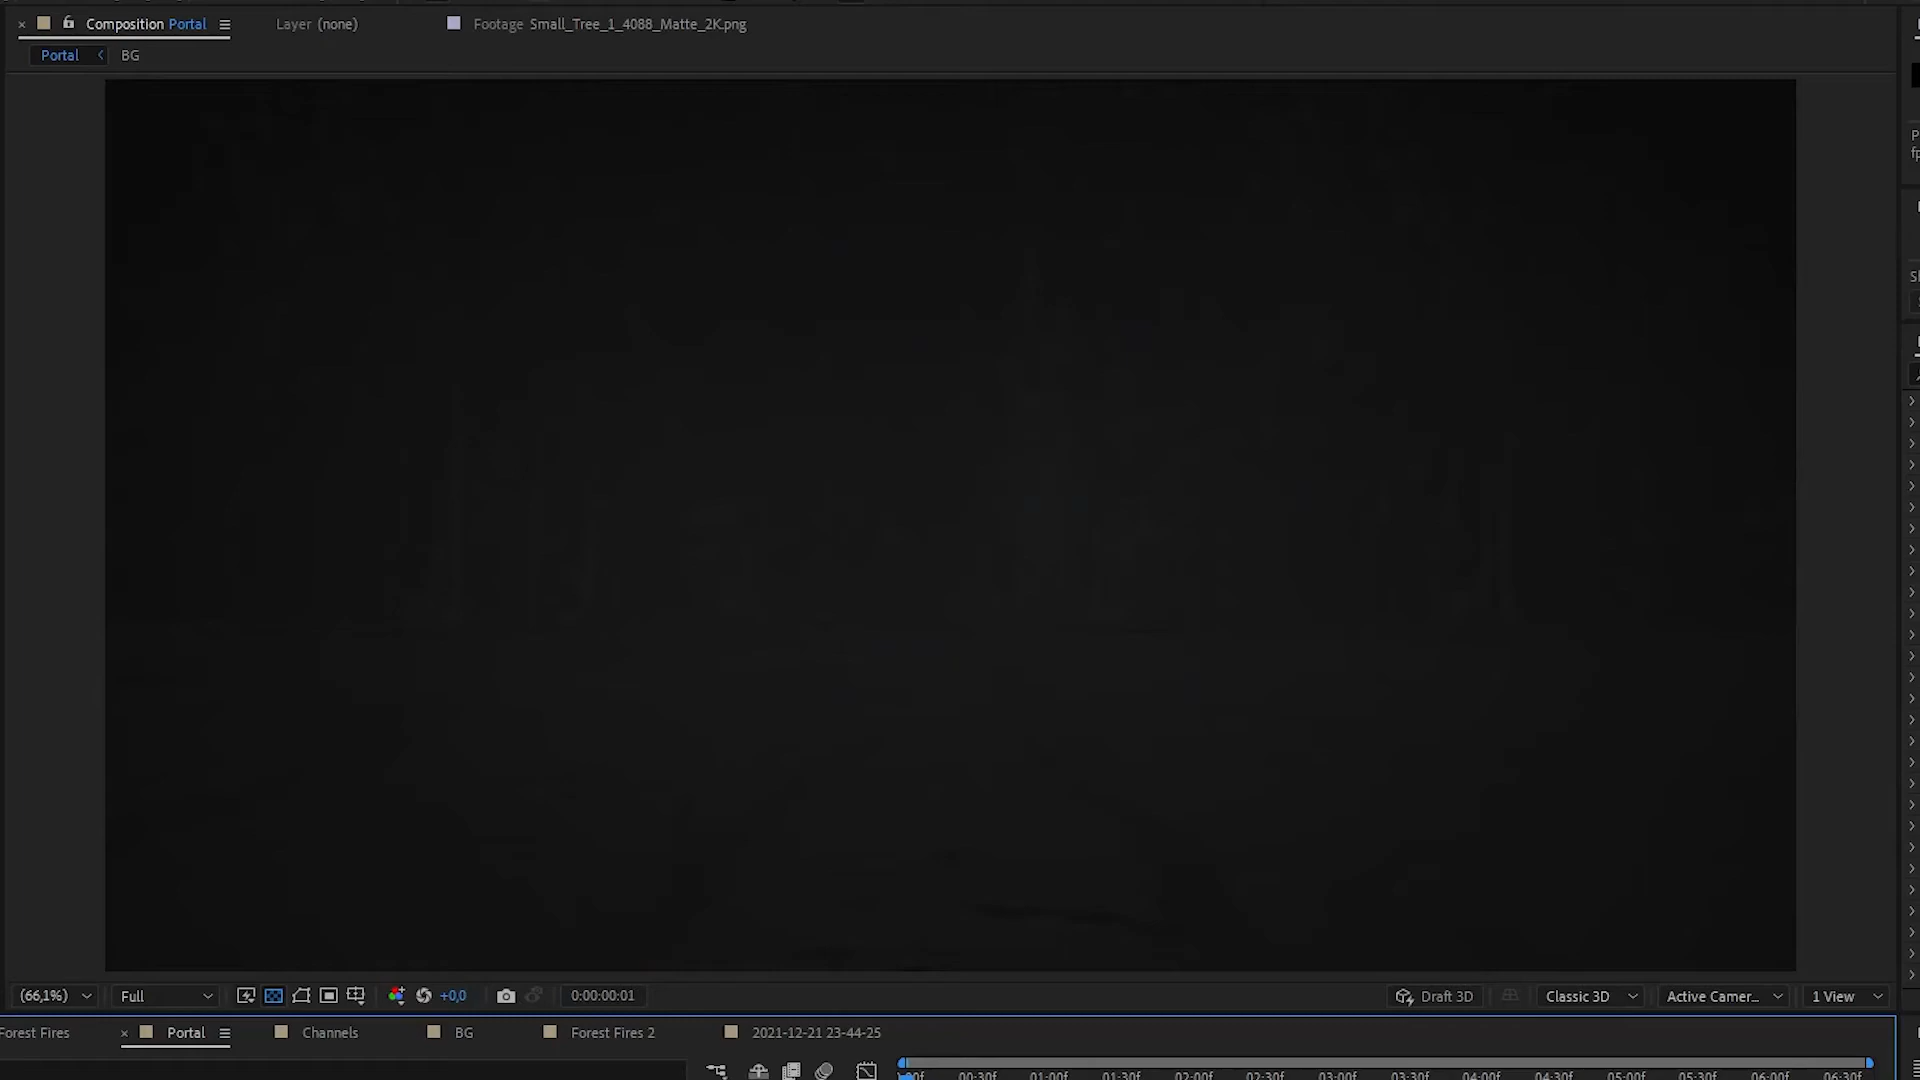 × Composition Portal Layer (none) Footage Small_Tree_1_4088_Matte_2K.png
Portal BG
(66,1%) Full +0,0 0:00:00:01 Draft 3D Classic 3D Active Camer... 1 View
Forest Fires × Portal Channels BG Forest Fires 2 2021-12-21 23-44-25
00:30f 01:00f 01:30f 02:00f 02:30f 03:00f 03:30f 04:00f 04:30f 05:00f 05:30f 06:00f 06:30f